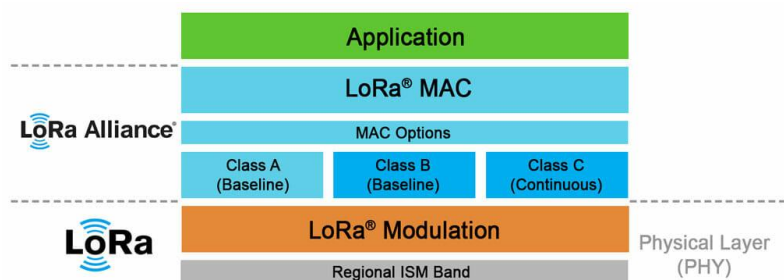 Application
LoRa® MAC
LoRa Alliance®
MAC Options
Class A
(Baseline)
Class B
(Baseline)
Class C
(Continuous)
LoRa® Modulation
LoRa
Physical Layer
(PHY)
Regional ISM Band